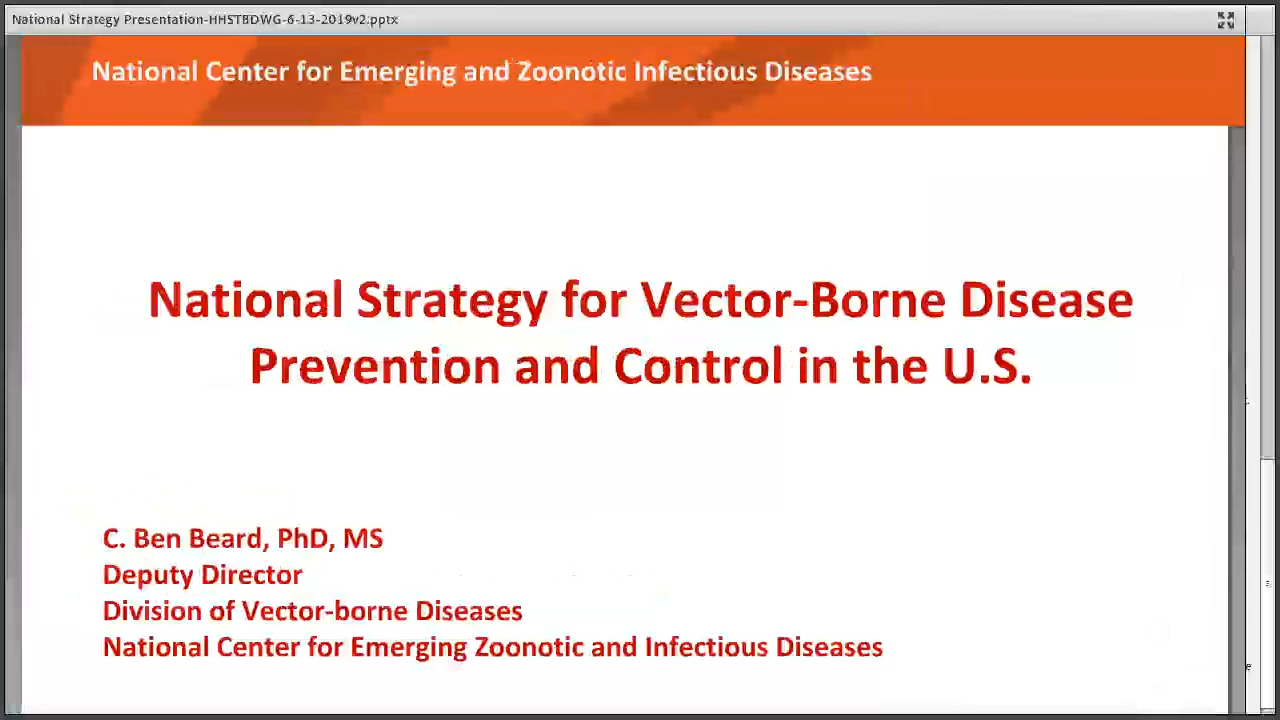 National Strategy Presentation-HHSTBDWG-6-13-2019v2.pptx
National Center for Emerging and Zoonotic Infectious Diseases
National Strategy for Vector-Borne Disease
Prevention and Control in the U.S.
C. Ben Beard, PhD, MS
Deputy Director
Division of Vector-borne Diseases
National Center for Emerging Zoonotic and Infectious Diseases